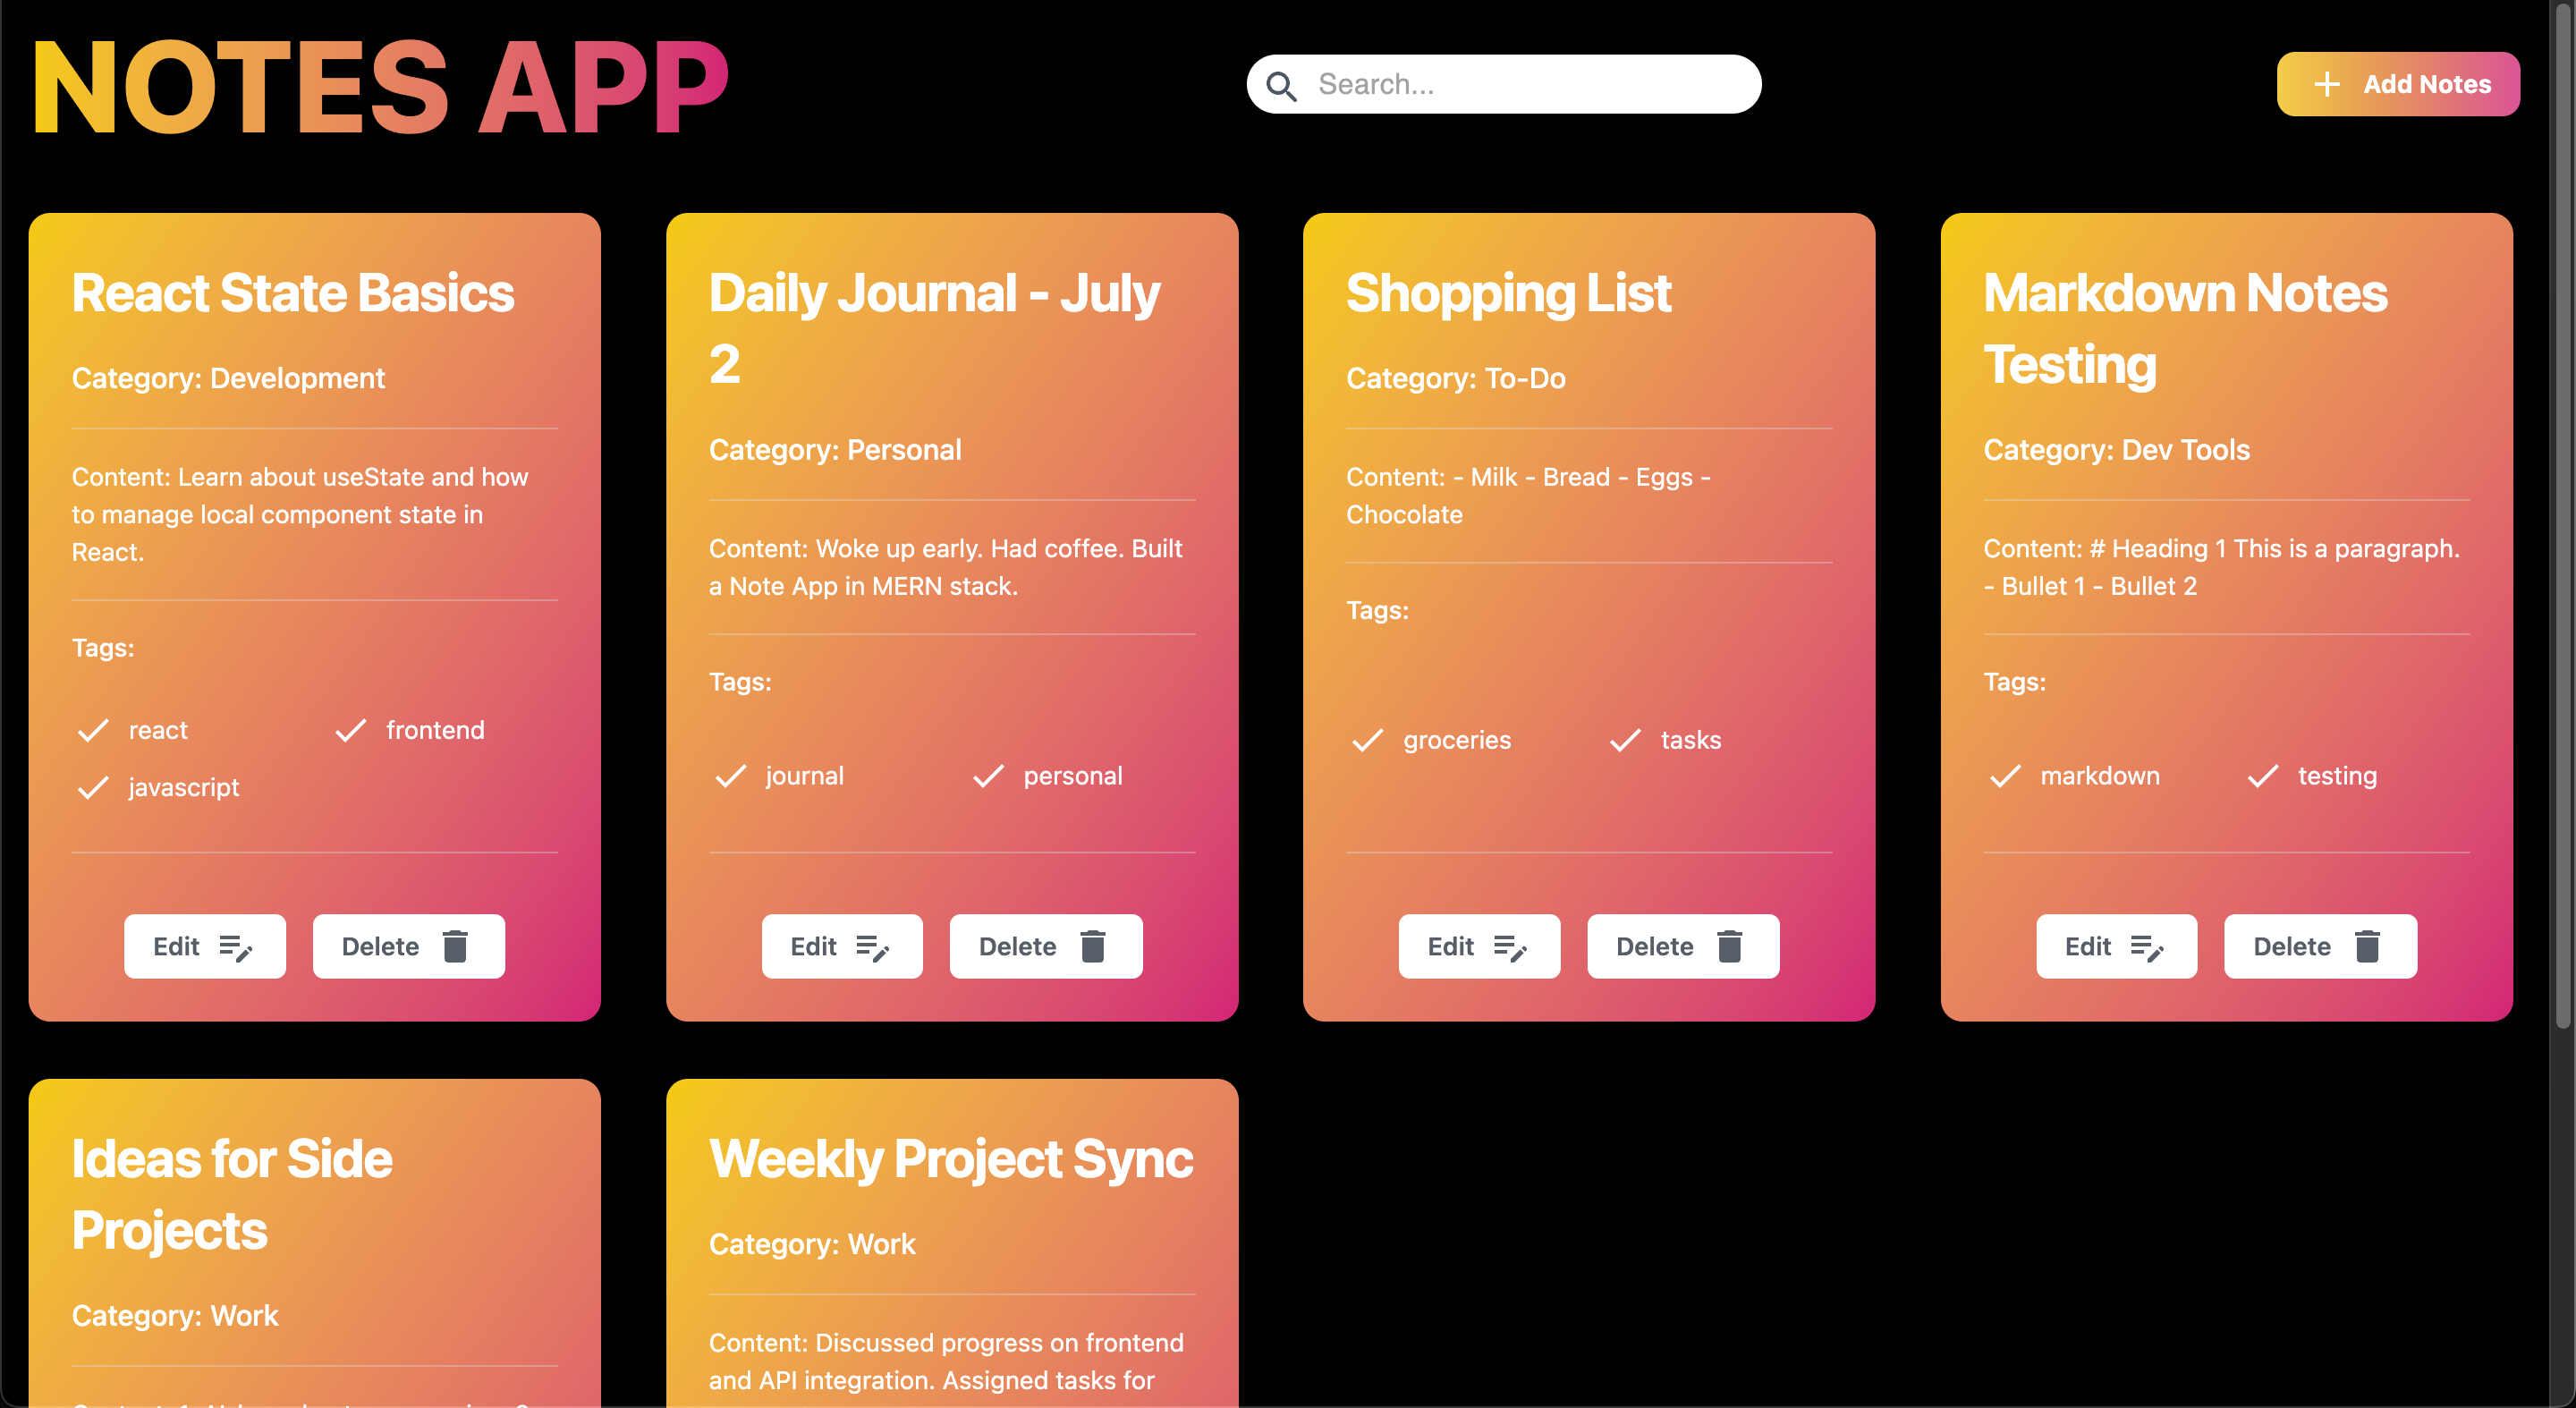 NOTES APP
Search...
Add Notes
React State Basics
Category: Development
Content: Learn about useState and how
to manage local component state in
React.
Tags:
react
frontend
javascript
Edit
Delete
Daily Journal - July
2
Category: Personal
Content: Woke up early. Had coffee. Built
a Note App in MERN stack.
Tags:
journal
personal
Edit
Delete
Shopping List
Category: To-Do
Content: - Milk - Bread - Eggs -
Chocolate
Tags:
groceries
tasks
Edit
Delete
Markdown Notes
Testing
Category: Dev Tools
Content: # Heading 1 This is a paragraph.
- Bullet 1 - Bullet 2
Tags:
markdown
testing
Edit
Delete
Ideas for Side
Projects
Category: Work
Weekly Project Sync
Category: Work
Content: Discussed progress on frontend
and API integration. Assigned tasks for